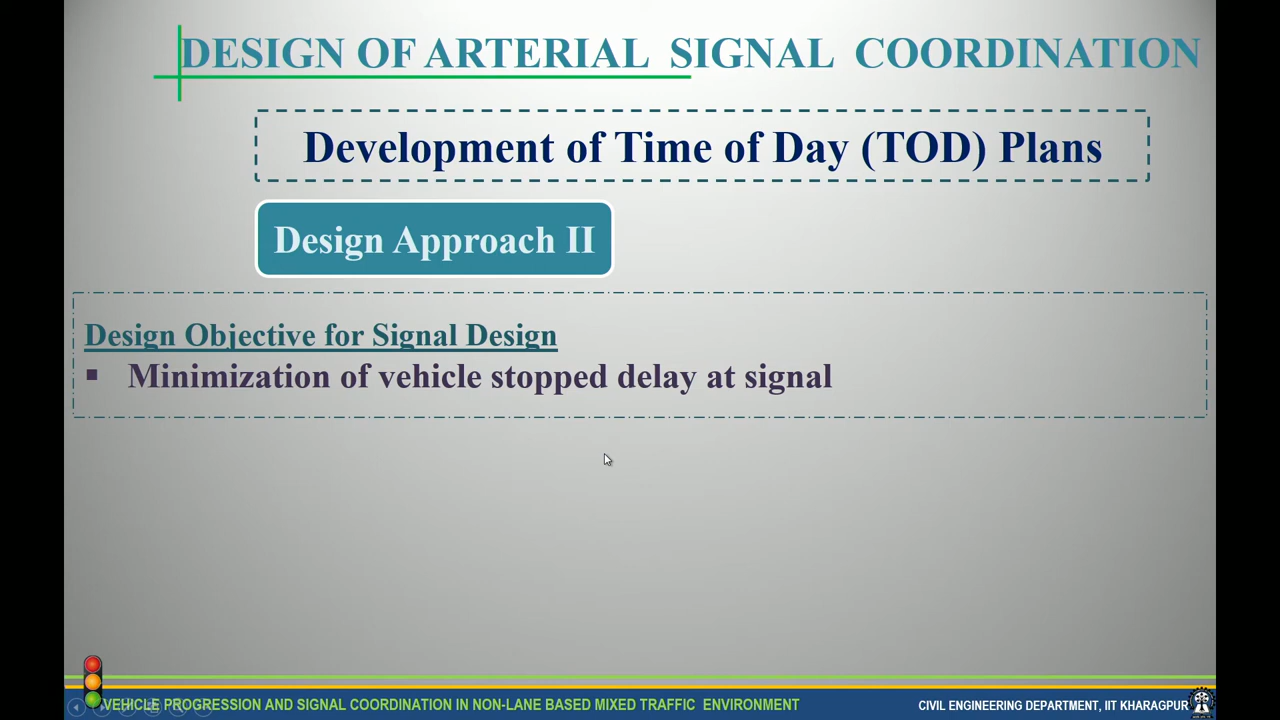 DESIGN OF ARTERIAL SIGNAL COORDINATION
Development of Time of Day (TOD) Plans
Design Approach II
Design Objective for Signal Design
▪ Minimization of vehicle stopped delay at signal
VEHICLE PROGRESSION AND SIGNAL COORDINATION IN NON-LANE BASED MIXED TRAFFIC ENVIRONMENT
CIVIL ENGINEERING DEPARTMENT, IIT KHARAGPUR